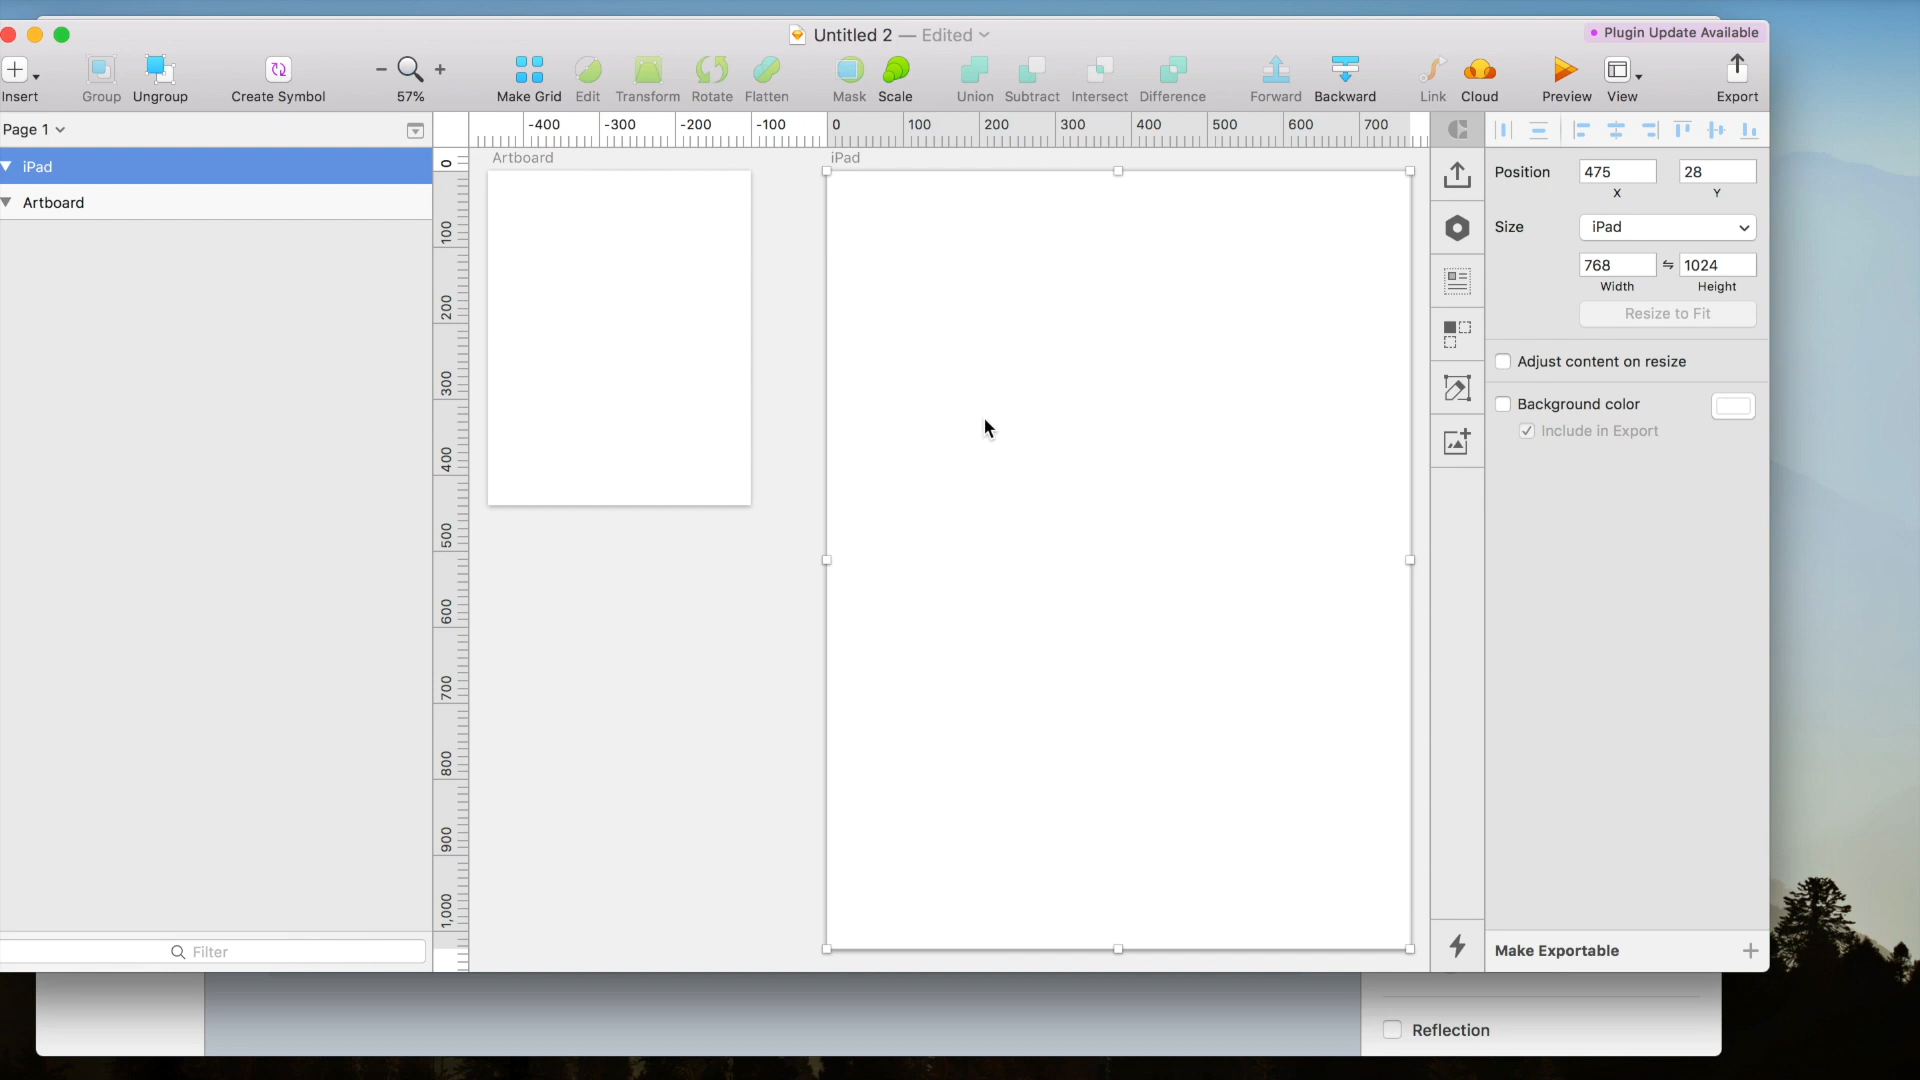 Untitled 2 — Edited
Plugin Update Available
Insert Group Ungroup Create Symbol 57% Make Grid Edit Transform Rotate Flatten Mask Scale Union Subtract Intersect Difference Forward Backward Link Cloud Preview View Export
Page 1
-400 -300 -200 -100 0 100 200 300 400 500 600 700
iPad
Artboard
Artboard
iPad
0
100
200
300
400
500
600
700
800
900
1,000
Position 475 28
X Y
Size iPad
768 1024
Width Height
Resize to Fit
Adjust content on resize
Background color
Include in Export
Filter
Make Exportable
Reflection